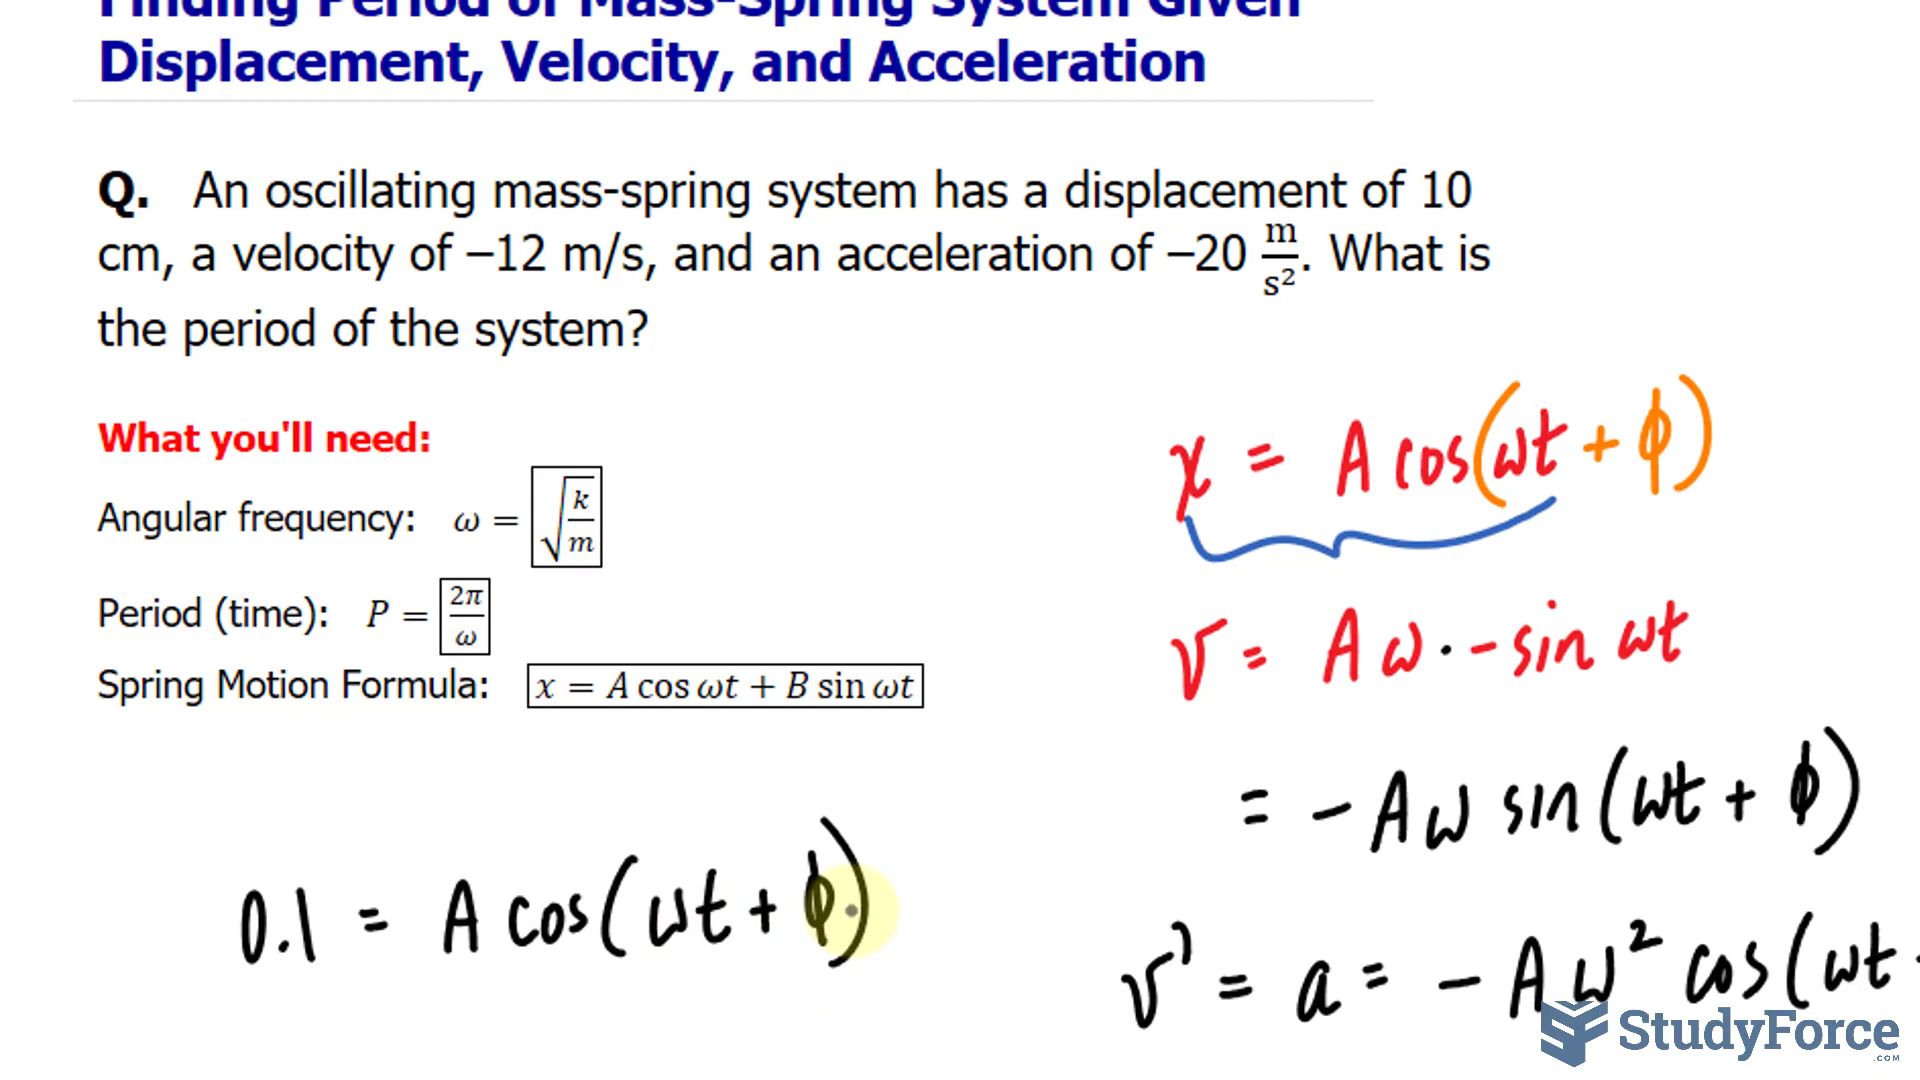 Finding Period of Mass-Spring System Given
Displacement, Velocity, and Acceleration
Q. An oscillating mass-spring system has a displacement of 10
cm, a velocity of –12 m/s, and an acceleration of –20 m/s². What is
the period of the system?
What you'll need:
Angular frequency: ω = √(k/m)
Period (time): P = 2π/ω
Spring Motion Formula: x = A cos ωt + B sin ωt
x = A cos(ωt + ϕ)
v = Aω · -sin ωt
= -Aω sin(ωt + ϕ)
0.1 = A cos(ωt + ϕ)
v' = a = -Aω² cos(ωt
StudyForce
.COM